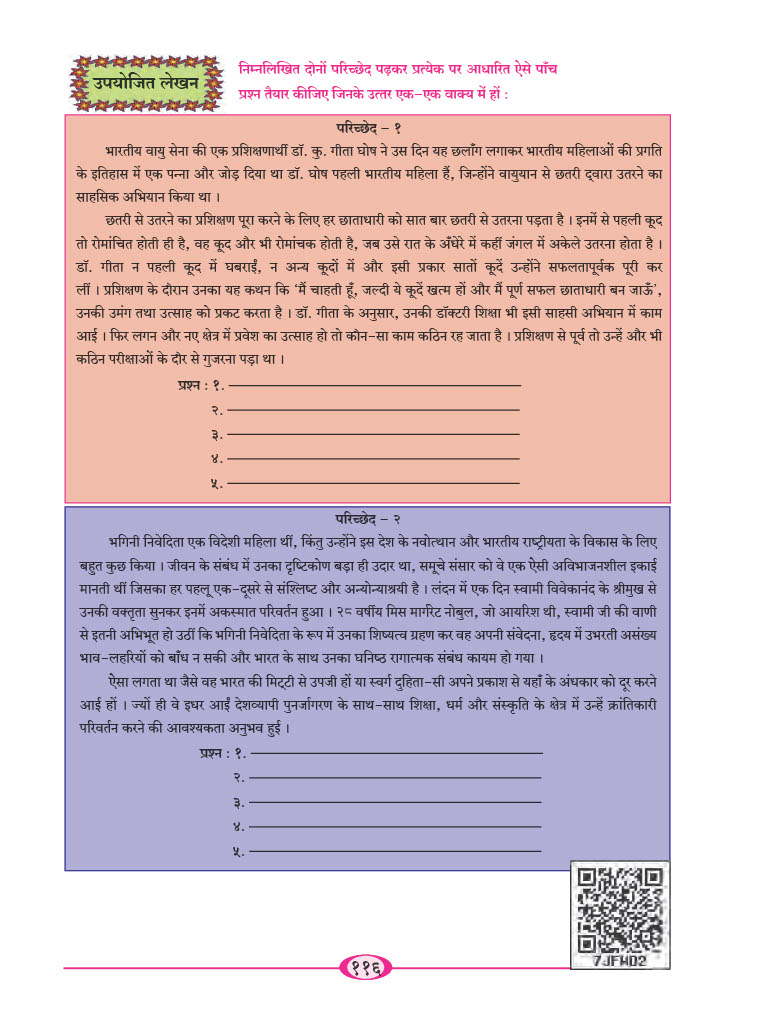 उपयोजित लेखन
निम्नलिखित दोनों परिच्छेद पढ़कर प्रत्येक पर आधारित ऐसे पाँच
प्रश्न तैयार कीजिए जिनके उत्तर एक-एक वाक्य में हों :
परिच्छेद – १
भारतीय वायु सेना की एक प्रशिक्षणार्थी डॉ. कु. गीता घोष ने उस दिन यह छलाँग लगाकर भारतीय महिलाओं की प्रगति
के इतिहास में एक पन्ना और जोड़ दिया था डॉ. घोष पहली भारतीय महिला हैं, जिन्होंने वायुयान से छतरी द्वारा उतरने का
साहसिक अभियान किया था ।
छतरी से उतरने का प्रशिक्षण पूरा करने के लिए हर छाताधारी को सात बार छतरी से उतरना पड़ता है । इनमें से पहली कूद
तो रोमांचित होती ही है, वह कूद और भी रोमांचक होती है, जब उसे रात के अँधेरे में कहीं जंगल में अकेले उतरना होता है ।
डॉ. गीता न पहली कूद में घबराईं, न अन्य कूदों में और इसी प्रकार सातों कूदें उन्होंने सफलतापूर्वक पूरी कर
लीं । प्रशिक्षण के दौरान उनका यह कथन कि ‘मैं चाहती हूँ, जल्दी ये कूदें खत्म हों और मैं पूर्ण सफल छाताधारी बन जाऊँ’,
उनकी उमंग तथा उत्साह को प्रकट करता है । डॉ. गीता के अनुसार, उनकी डॉक्टरी शिक्षा भी इसी साहसी अभियान में काम
आई । फिर लगन और नए क्षेत्र में प्रवेश का उत्साह हो तो कौन-सा काम कठिन रह जाता है । प्रशिक्षण से पूर्व तो उन्हें और भी
कठिन परीक्षाओं के दौर से गुजरना पड़ा था ।
प्रश्न : १.
२.
३.
४.
५.
परिच्छेद – २
भगिनी निवेदिता एक विदेशी महिला थीं, किंतु उन्होंने इस देश के नवोत्थान और भारतीय राष्ट्रीयता के विकास के लिए
बहुत कुछ किया । जीवन के संबंध में उनका दृष्टिकोण बड़ा ही उदार था, समूचे संसार को वे एक ऐसी अविभाजनशील इकाई
मानती थीं जिसका हर पहलू एक-दूसरे से संश्लिष्ट और अन्योन्याश्रयी है । लंदन में एक दिन स्वामी विवेकानंद के श्रीमुख से
उनकी वक्तृता सुनकर इनमें अकस्मात परिवर्तन हुआ । २८ वर्षीय मिस मार्गरेट नोबुल, जो आयरिश थी, स्वामी जी की वाणी
से इतनी अभिभूत हो उठीं कि भगिनी निवेदिता के रूप में उनका शिष्यत्व ग्रहण कर वह अपनी संवेदना, हृदय में उभरती असंख्य
भाव-लहरियों को बाँध न सकी और भारत के साथ उनका घनिष्ठ रागात्मक संबंध कायम हो गया ।
ऐसा लगता था जैसे वह भारत की मिट्टी से उपजी हों या स्वर्ग दुहिता-सी अपने प्रकाश से यहाँ के अंधकार को दूर करने
आई हों । ज्यों ही वे इधर आईं देशव्यापी पुनर्जागरण के साथ-साथ शिक्षा, धर्म और संस्कृति के क्षेत्र में उन्हें क्रांतिकारी
परिवर्तन करने की आवश्यकता अनुभव हुई ।
प्रश्न : १.
२.
३.
४.
५.
7JFWD2
११६